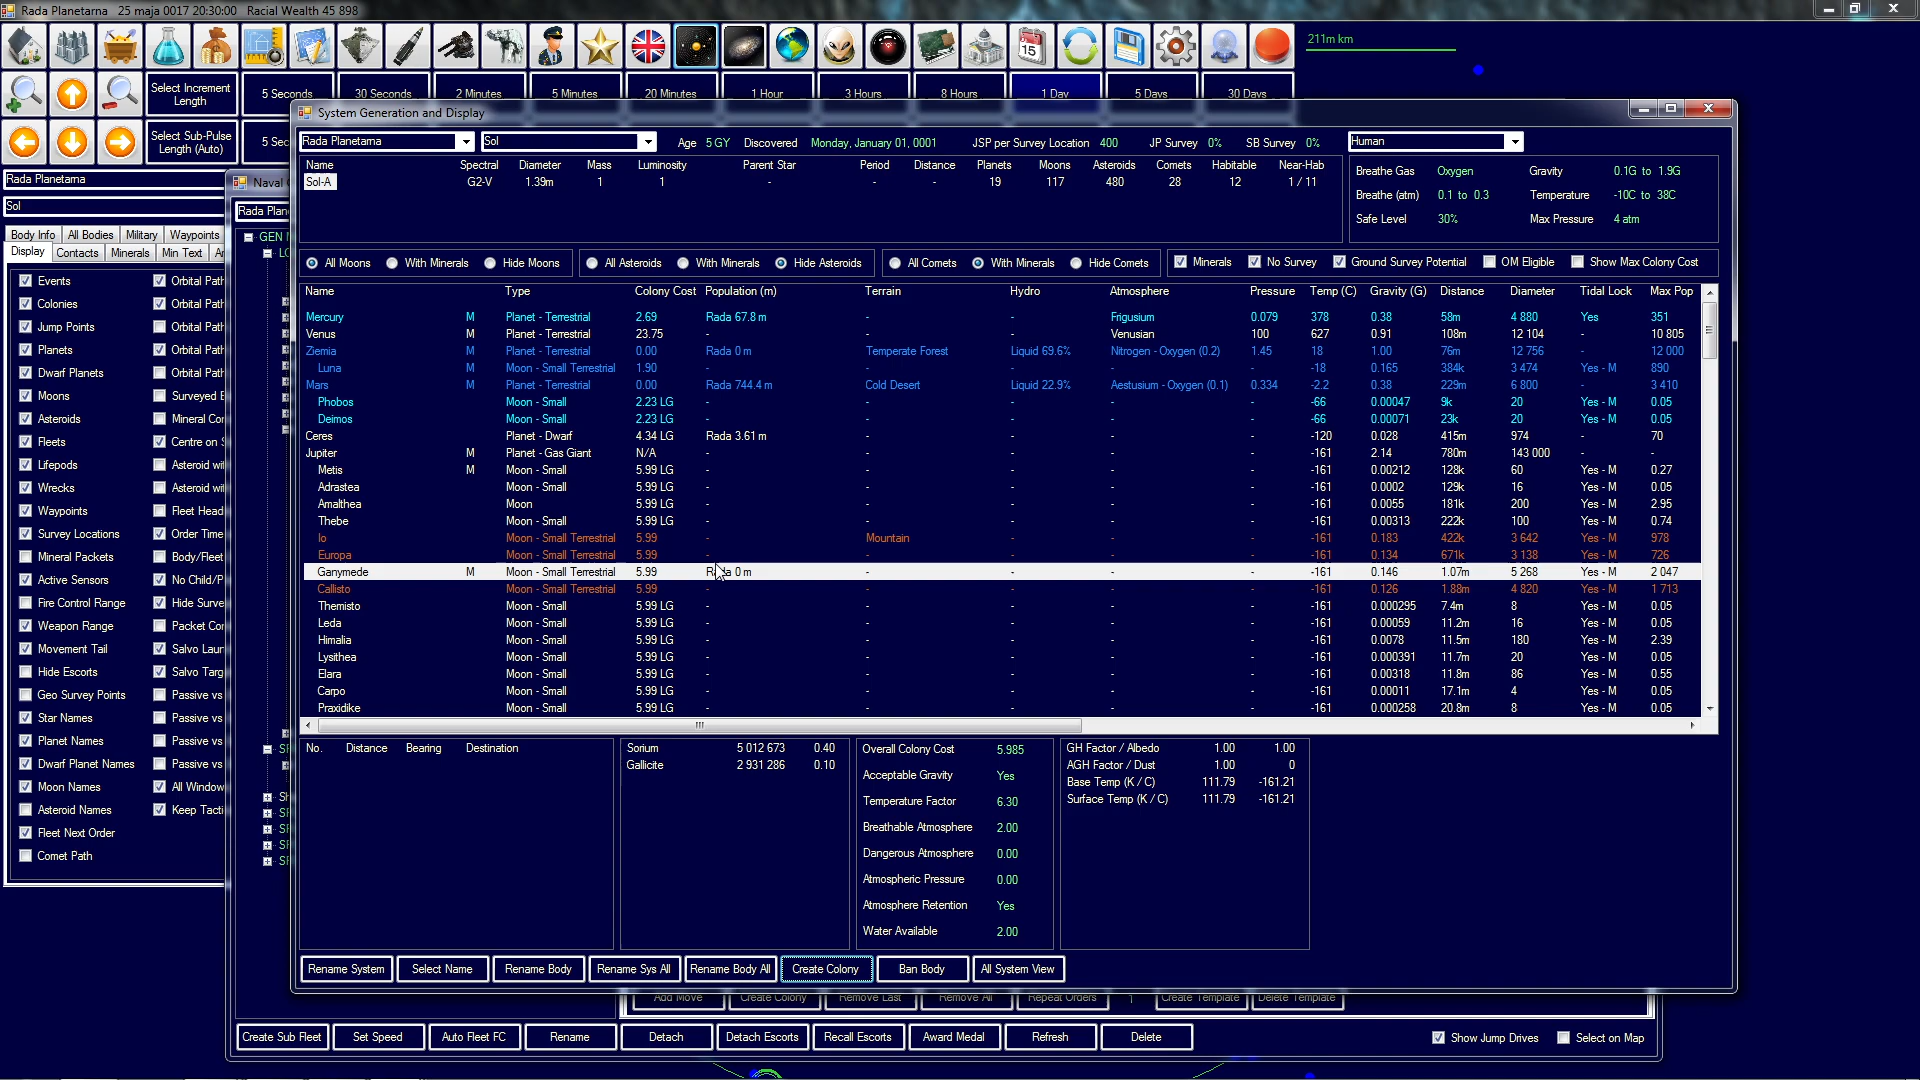 Rada Planetarna 25 maja 0017 20:30:00 Racial Wealth 45 898
211m km
Select Increment Length
5 Seconds 30 Seconds 2 Minutes 5 Minutes 20 Minutes 1 Hour 3 Hours 8 Hours 1 Day 5 Days 30 Days
Select Sub-Pulse Length (Auto)
5 Sec
Rada Planetarna
Sol
Body Info All Bodies Military Waypoints
Display Contacts Minerals Min Text
Events Orbital Path
Colonies Orbital Path
Jump Points Orbital Path
Planets Orbital Path
Dwarf Planets Orbital Path
Moons Surveyed
Asteroids Mineral
Fleets Centre on
Lifepods Asteroid
Wrecks Asteroid
Waypoints Fleet Head
Survey Locations Order Time
Mineral Packets Body/Fleet
Active Sensors No Child/P
Fire Control Range Hide Surve
Weapon Range Packet
Movement Tail Salvo
Hide Escorts Salvo Targ
Geo Survey Points Passive vs
Star Names Passive vs
Planet Names Passive vs
Dwarf Planet Names Passive vs
Moon Names All Window
Asteroid Names Keep Tacti
Fleet Next Order
Comet Path
Naval
Rada Plan
GEN
System Generation and Display
Rada Planetarna Sol Age 5 GY Discovered Monday, January 01, 0001 JSP per Survey Location 400 JP Survey 0% SB Survey 0% Human
Name Spectral Diameter Mass Luminosity Parent Star Period Distance Planets Moons Asteroids Comets Habitable Near-Hab
Sol-A G2-V 1.39m 1 1 - - - 19 117 480 28 12 1 / 11
Breathe Gas Oxygen Gravity 0.1G to 1.9G
Breathe (atm) 0.1 to 0.3 Temperature -10C to 38C
Safe Level 30% Max Pressure 4 atm
All Moons With Minerals Hide Moons All Asteroids With Minerals Hide Asteroids All Comets With Minerals Hide Comets Minerals No Survey Ground Survey Potential OM Eligible Show Max Colony Cost
Name Type Colony Cost Population (m) Terrain Hydro Atmosphere Pressure Temp (C) Gravity (G) Distance Diameter Tidal Lock Max Pop
Mercury M Planet - Terrestrial 2.69 Rada 67.8 m - - Frigusium 0.079 378 0.38 58m 4 880 Yes 351
Venus M Planet - Terrestrial 23.75 - - - Venusian 100 627 0.91 108m 12 104 - 10 805
Ziemia M Planet - Terrestrial 0.00 Rada 0 m Temperate Forest Liquid 69.6% Nitrogen - Oxygen (0.2) 1.45 18 1.00 76m 12 756 - 12 000
Luna M Moon - Small Terrestrial 1.90 - - - - - -18 0.165 384k 3 474 Yes - M 890
Mars M Planet - Terrestrial 0.00 Rada 744.4 m Cold Desert Liquid 22.9% Aestusium - Oxygen (0.1) 0.334 -2.2 0.38 229m 6 800 - 3 410
Phobos Moon - Small 2.23 LG - - - - - -66 0.00047 9k 20 Yes - M 0.05
Deimos Moon - Small 2.23 LG - - - - - -66 0.00071 23k 20 Yes - M 0.05
Ceres Planet - Dwarf 4.34 LG Rada 3.61 m - - - - -120 0.028 415m 974 - 70
Jupiter M Planet - Gas Giant N/A - - - - - -161 2.14 780m 143 000 - -
Metis M Moon - Small 5.99 LG - - - - - -161 0.00212 128k 60 Yes - M 0.27
Adrastea Moon - Small 5.99 LG - - - - - -161 0.0002 129k 16 Yes - M 0.05
Amalthea Moon 5.99 LG - - - - - -161 0.0055 181k 200 Yes - M 2.95
Thebe Moon - Small 5.99 LG - - - - - -161 0.00313 222k 100 Yes - M 0.74
Io Moon - Small Terrestrial 5.99 - Mountain - - - -161 0.183 422k 3 642 Yes - M 978
Europa Moon - Small Terrestrial 5.99 - - - - - -161 0.134 671k 3 138 Yes - M 726
Ganymede M Moon - Small Terrestrial 5.99 Rada 0 m - - - - -161 0.146 1.07m 5 268 Yes - M 2 047
Callisto Moon - Small Terrestrial 5.99 - - - - - -161 0.126 1.88m 4 820 Yes - M 1 713
Themisto Moon - Small 5.99 LG - - - - - -161 0.000295 7.4m 8 Yes - M 0.05
Leda Moon - Small 5.99 LG - - - - - -161 0.00059 11.2m 16 Yes - M 0.05
Himalia Moon - Small 5.99 LG - - - - - -161 0.0078 11.5m 180 Yes - M 2.39
Lysithea Moon - Small 5.99 LG - - - - - -161 0.000391 11.7m 20 Yes - M 0.05
Elara Moon - Small 5.99 LG - - - - - -161 0.00318 11.8m 86 Yes - M 0.55
Carpo Moon - Small 5.99 LG - - - - - -161 0.00011 17.1m 4 Yes - M 0.05
Praxidike Moon - Small 5.99 LG - - - - - -161 0.000258 20.8m 8 Yes - M 0.05
No. Distance Bearing Destination
Sorium 5 012 673 0.40
Gallicite 2 931 286 0.10
Overall Colony Cost 5.985
Acceptable Gravity Yes
Temperature Factor 6.30
Breathable Atmosphere 2.00
Dangerous Atmosphere 0.00
Atmospheric Pressure 0.00
Atmosphere Retention Yes
Water Available 2.00
GH Factor / Albedo 1.00 1.00
AGH Factor / Dust 1.00 0
Base Temp (K / C) 111.79 -161.21
Surface Temp (K / C) 111.79 -161.21
Rename System Select Name Rename Body Rename Sys All Rename Body All Create Colony Ban Body All System View
Add Move Create Colony Remove Last Remove All Repeat Orders 1 Create Template Delete Template
Create Sub Fleet Set Speed Auto Fleet FC Rename Detach Detach Escorts Recall Escorts Award Medal Refresh Delete Show Jump Drives Select on Map